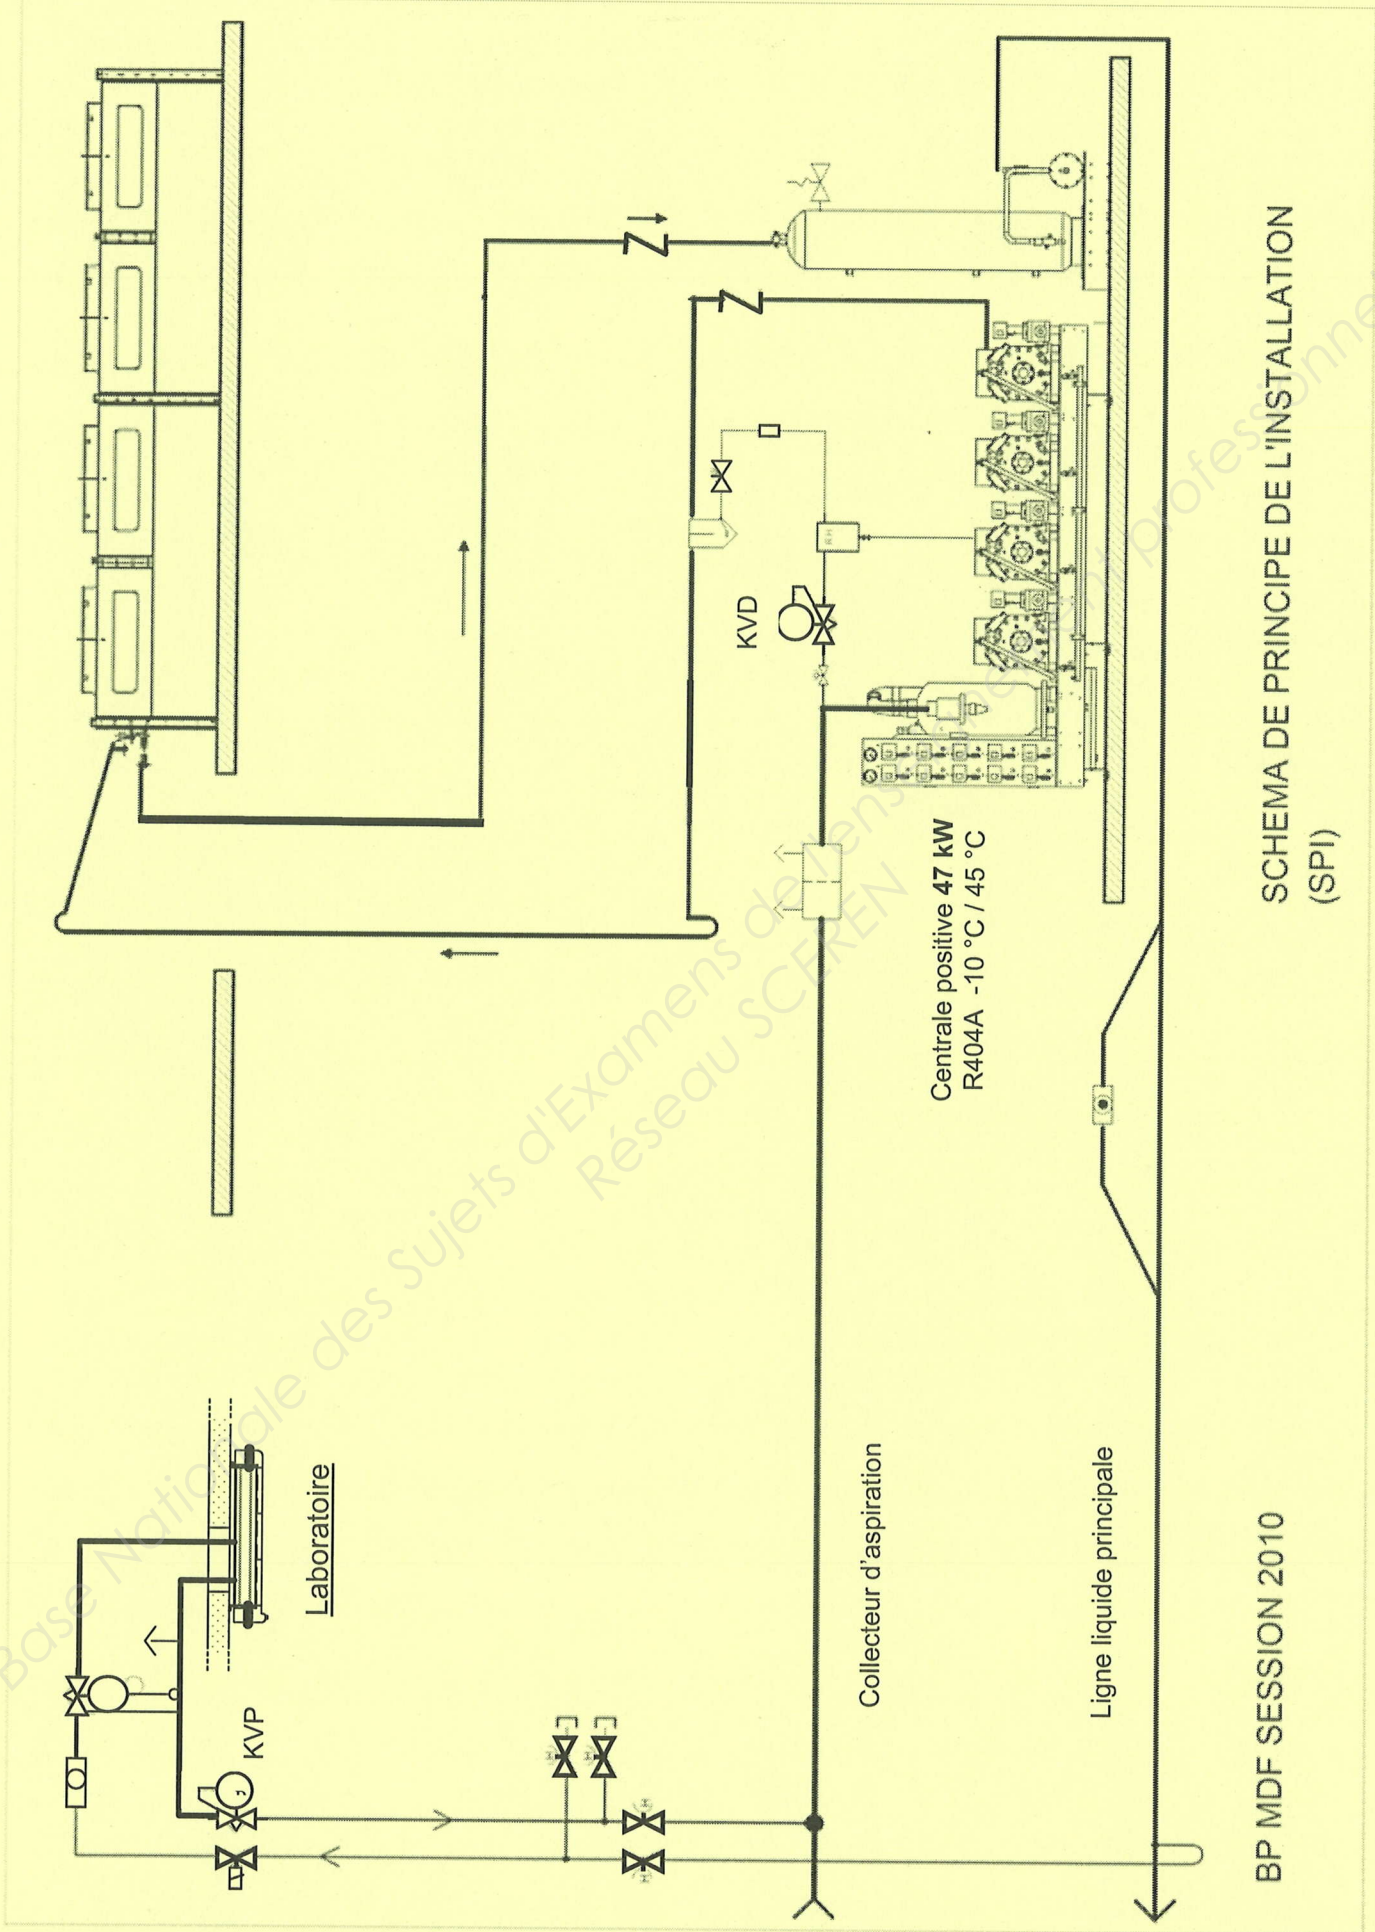 Laboratoire
KVP
KVD
RH
Centrale positive 47 kW
R404A -10 °C / 45 °C
Collecteur d'aspiration
Ligne liquide principale
SCHEMA DE PRINCIPE DE L'INSTALLATION
(SPI)
BP MDF SESSION 2010
Base Nationale des Sujets d'Examens de l'enseignement professionnel
Réseau SCEREN